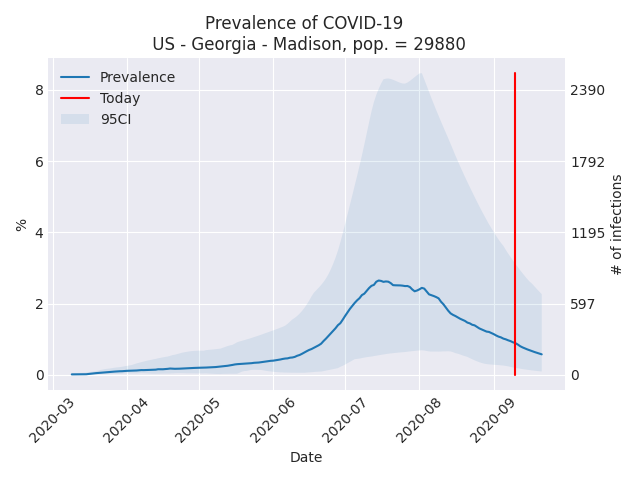 Prevalence of COVID-19
US - Georgia - Madison, pop. = 29880
Prevalence
Today
95CI
8
6
4
2
0
%
2390
1792
1195
597
0
# of infections
2020-03
2020-04
2020-05
2020-06
2020-07
2020-08
2020-09
Date